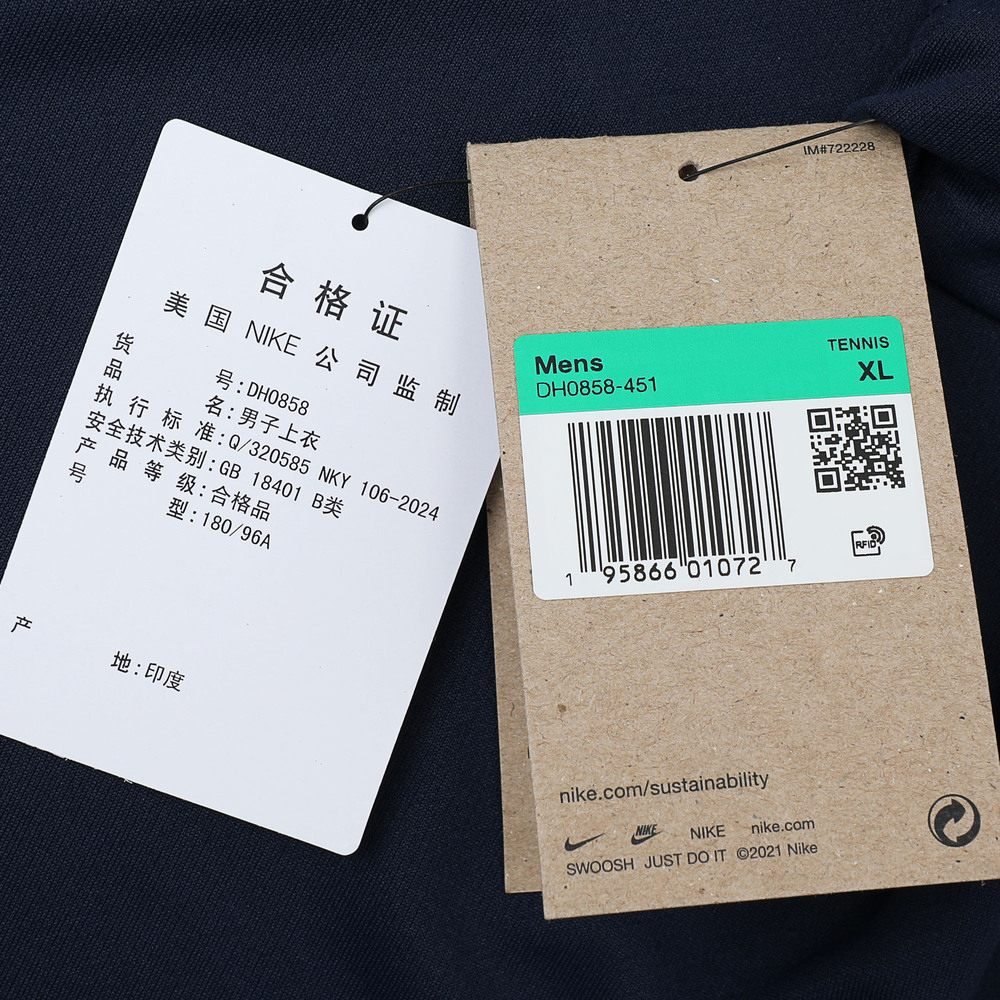 合格证
美国 NIKE 公司监制
货号:DH0858
品名:男子上衣
执行标准:Q/320585 NKY 106-2024
安全技术类别:GB 18401 B类
产品等级:合格品
号型:180/96A
产地:印度
IM#722228
Mens
DH0858-451
TENNIS
XL
1 95866 01072 7
RFID
nike.com/sustainability
NIKE NIKE nike.com
SWOOSH JUST DO IT ©2021 Nike